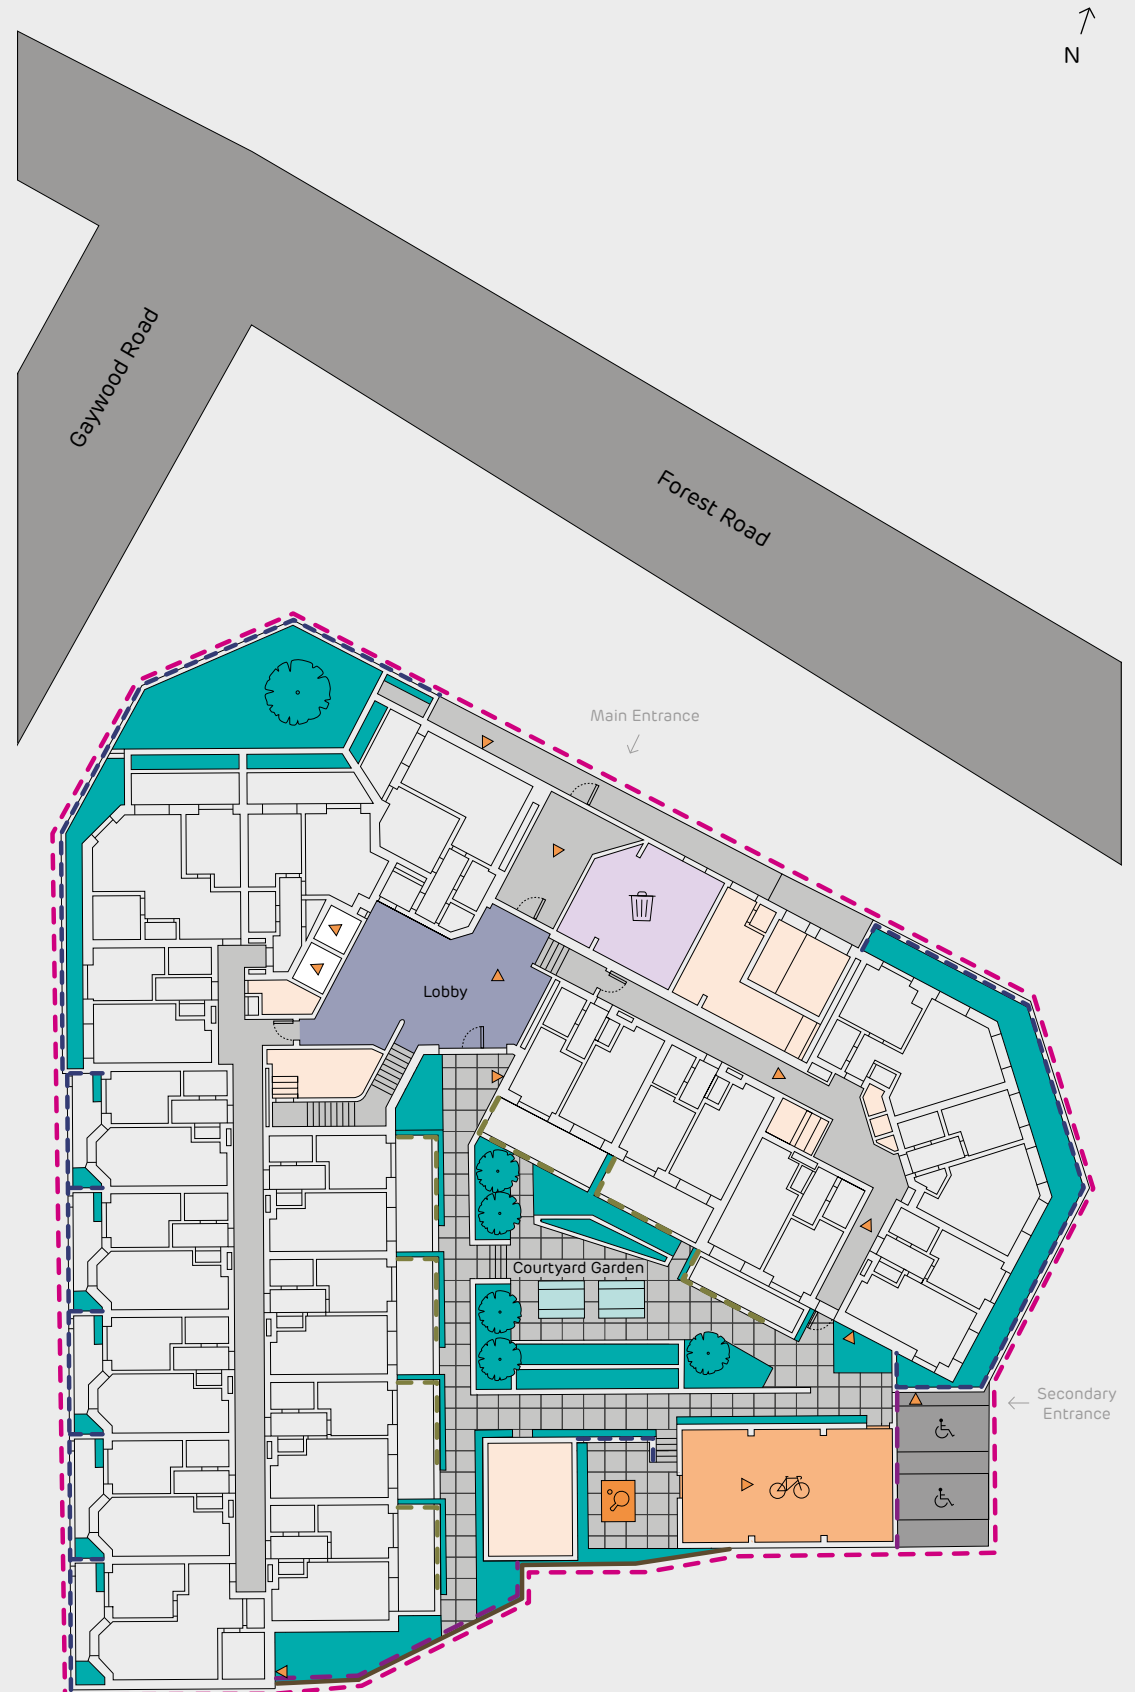 N
Gaywood Road
Forest Road
Main Entrance
Lobby
Courtyard Garden
Secondary
Entrance